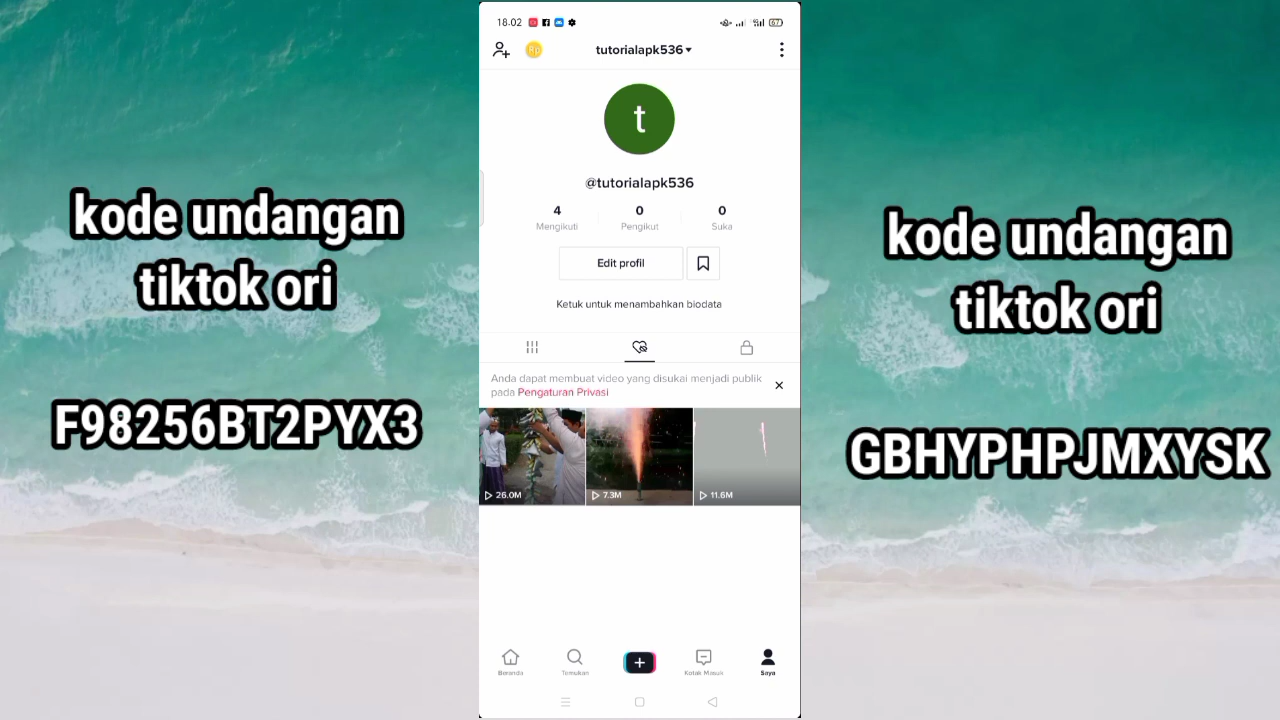 kode undangan
tiktok ori
F98256BT2PYX3
18.02
67
Rp
tutorialapk536
t
@tutorialapk536
4
0
0
Mengikuti
Pengikut
Suka
Edit profil
Ketuk untuk menambahkan biodata
Anda dapat membuat video yang disukai menjadi publik
pada Pengaturan Privasi
26.0M
7.3M
11.6M
Beranda
Temukan
Kotak Masuk
Saya
kode undangan
tiktok ori
GBHYPHPJMXYSK